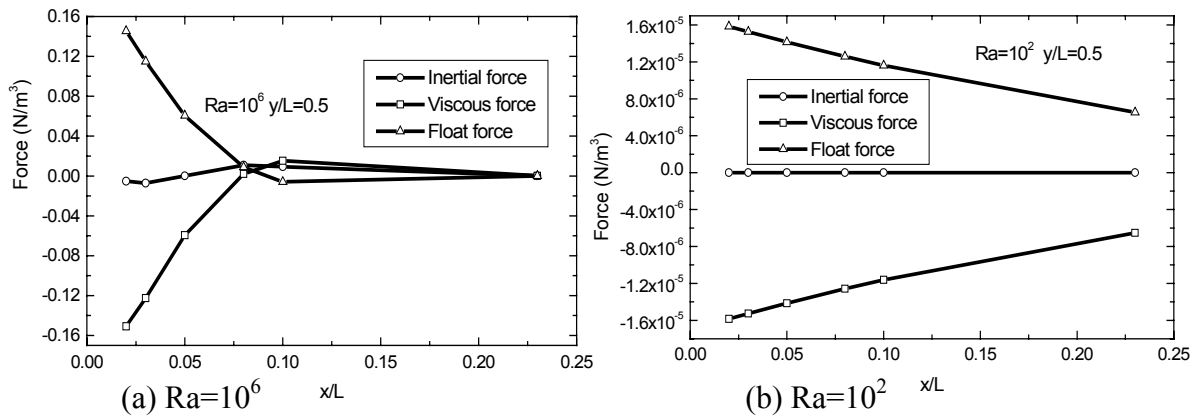 0.16
0.12
0.08
0.04
0.00
-0.04
-0.08
-0.12
-0.16
Force (N/m³)
Inertial force
Viscous force
Float force
Ra=10⁶ y/L=0.5
0.00 0.05 0.10 0.15 0.20 0.25
x/L
(a) Ra=10⁶
1.6x10⁻⁵
1.2x10⁻⁵
8.0x10⁻⁶
4.0x10⁻⁶
0.0
-4.0x10⁻⁶
-8.0x10⁻⁶
-1.2x10⁻⁵
-1.6x10⁻⁵
Force (N/m³)
Ra=10² y/L=0.5
Inertial force
Viscous force
Float force
0.00 0.05 0.10 0.15 0.20 0.25
x/L
(b) Ra=10²